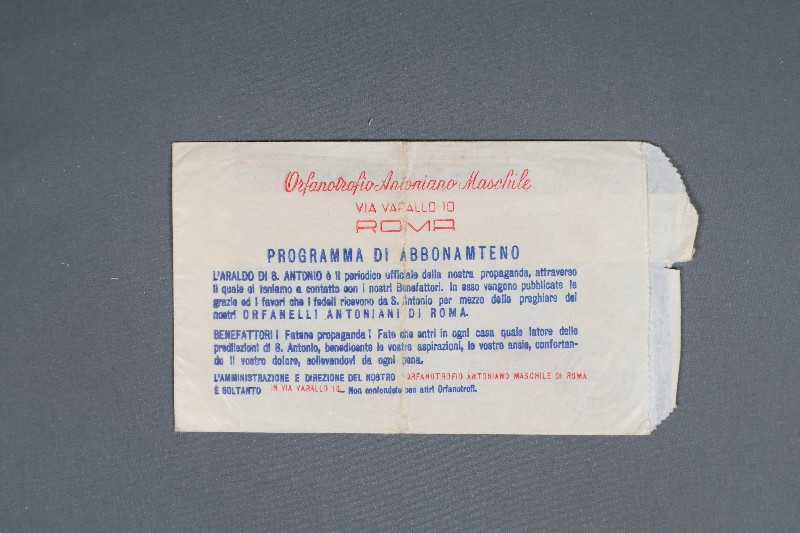 Orfanotrofio Antoniano Maschile
VIA VARALLO 10
ROMA
PROGRAMMA DI ABBONAMTENO
L'ARALDO DI S. ANTONIO è il periodico ufficiale della nostra propaganda, attraverso
il quale ci teniamo a contatto con i nostri Benefattori. In esso vengono pubblicate le
grazie ed i favori che i fedeli ricevono da S. Antonio per mezzo delle preghiere dei
nostri ORFANELLI ANTONIANI DI ROMA.
BENEFATTORI! Fatene propaganda! Fate che entri in ogni casa quale latore delle
predilezioni di S. Antonio, benedicente le vostre aspirazioni, le vostre ansie, confortan-
do il vostro dolore, sollevandovi da ogni pena.
L'AMMINISTRAZIONE E DIREZIONE DEL NOSTRO ORFANOTROFIO ANTONIANO MASCHILE DI ROMA
È SOLTANTO IN VIA VARALLO 10 — Non confondete con altri Orfanotrofi.